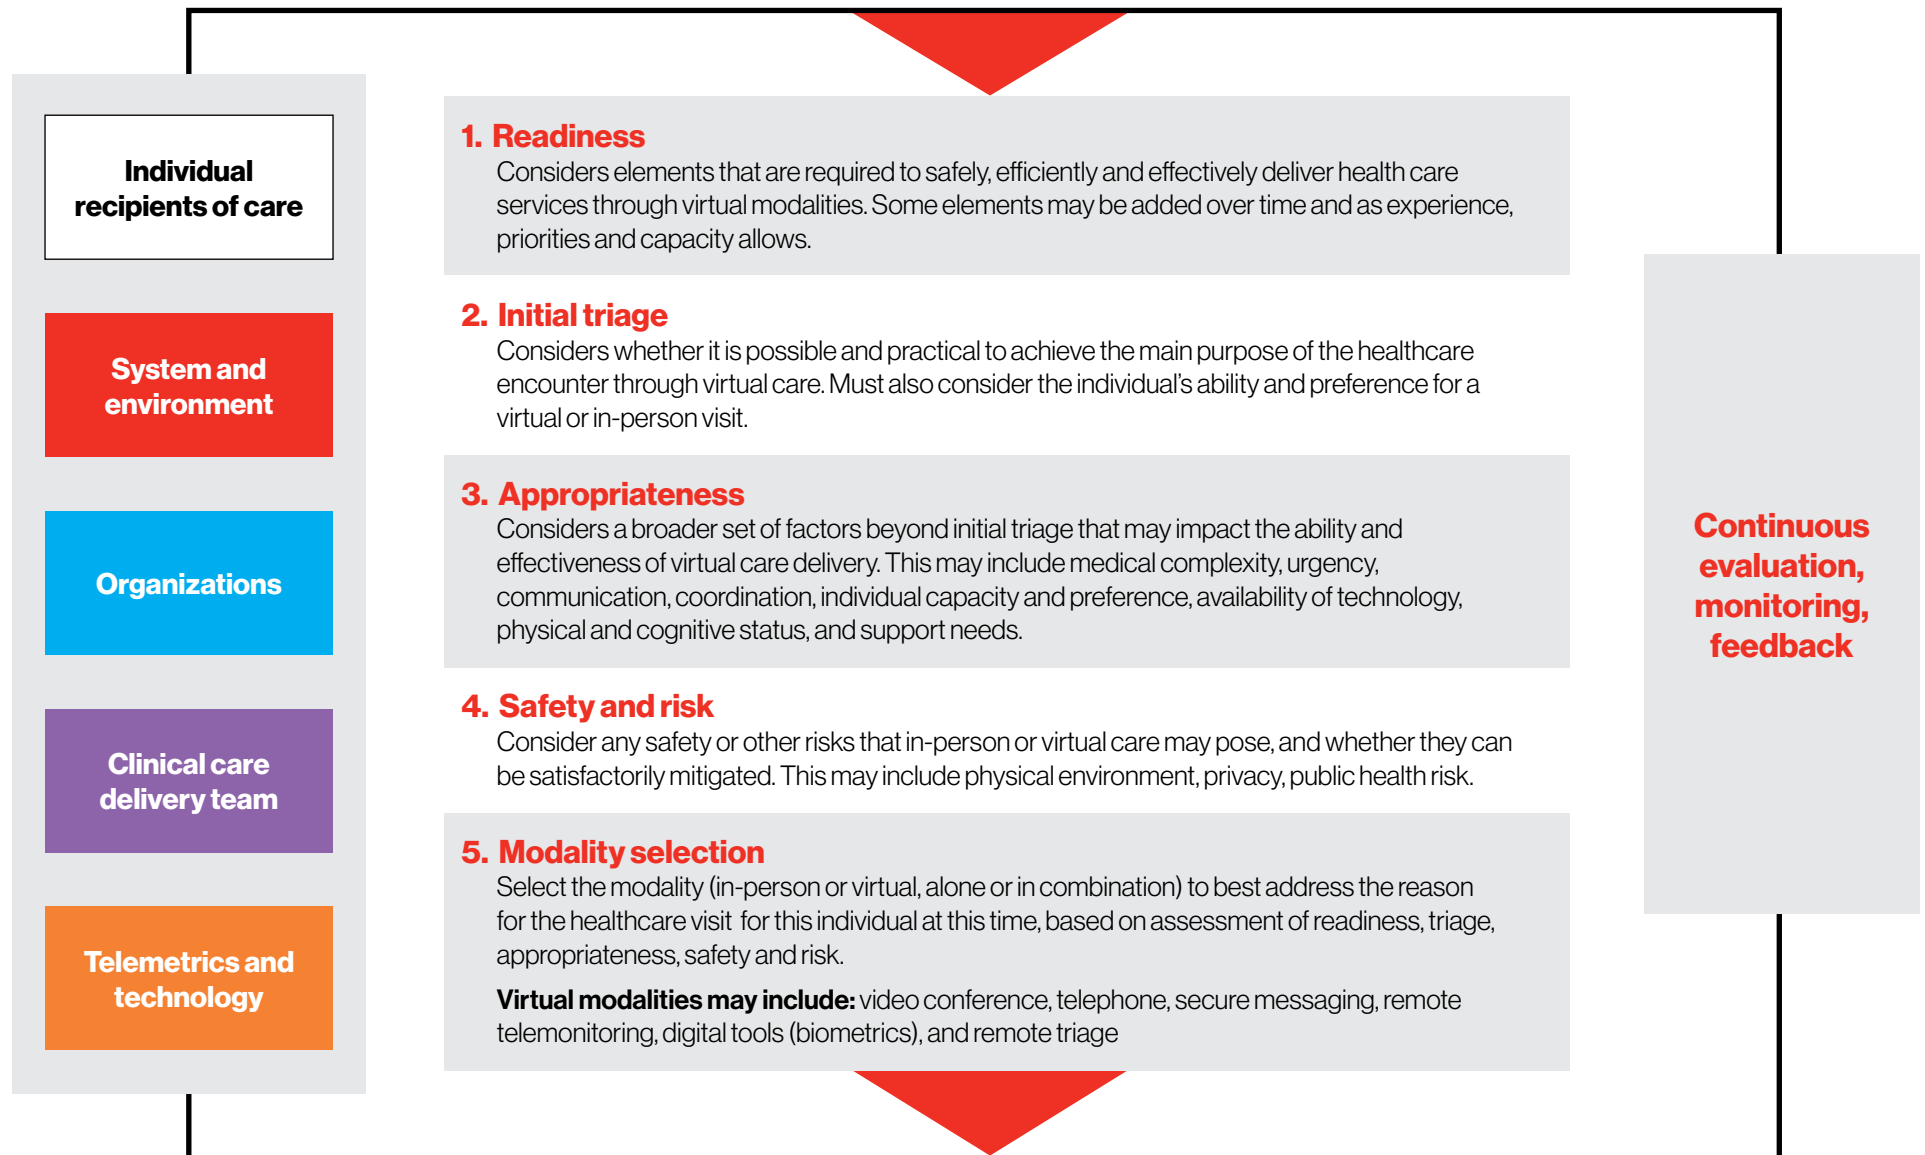 Individual
recipients of care
System and
environment
Organizations
Clinical care
delivery team
Telemetrics and
technology
1. Readiness
Considers elements that are required to safely, efficiently and effectively deliver health care
services through virtual modalities. Some elements may be added over time and as experience,
priorities and capacity allows.
2. Initial triage
Considers whether it is possible and practical to achieve the main purpose of the healthcare
encounter through virtual care. Must also consider the individual’s ability and preference for a
virtual or in-person visit.
3. Appropriateness
Considers a broader set of factors beyond initial triage that may impact the ability and
effectiveness of virtual care delivery. This may include medical complexity, urgency,
communication, coordination, individual capacity and preference, availability of technology,
physical and cognitive status, and support needs.
4. Safety and risk
Consider any safety or other risks that in-person or virtual care may pose, and whether they can
be satisfactorily mitigated. This may include physical environment, privacy, public health risk.
5. Modality selection
Select the modality (in-person or virtual, alone or in combination) to best address the reason
for the healthcare visit for this individual at this time, based on assessment of readiness, triage,
appropriateness, safety and risk.
Virtual modalities may include: video conference, telephone, secure messaging, remote
telemonitoring, digital tools (biometrics), and remote triage
Continuous
evaluation,
monitoring,
feedback